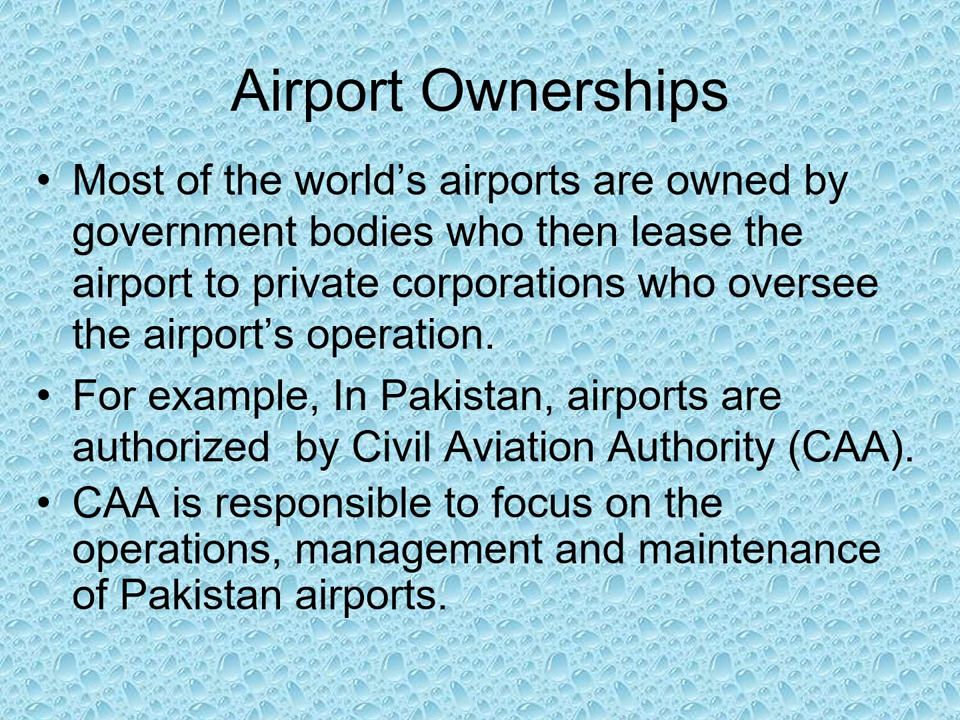 Airport Ownerships
• Most of the world’s airports are owned by
government bodies who then lease the
airport to private corporations who oversee
the airport’s operation.
• For example, In Pakistan, airports are
authorized  by Civil Aviation Authority (CAA).
• CAA is responsible to focus on the
operations, management and maintenance
of Pakistan airports.